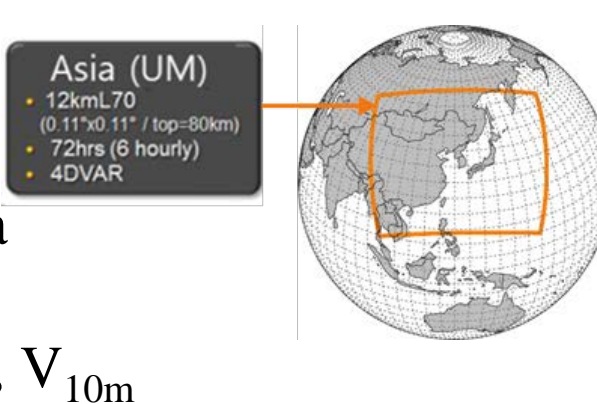 Asia (UM)
• 12kmL70
(0.11°x0.11° / top=80km)
• 72hrs (6 hourly)
• 4DVAR
a
, V10m